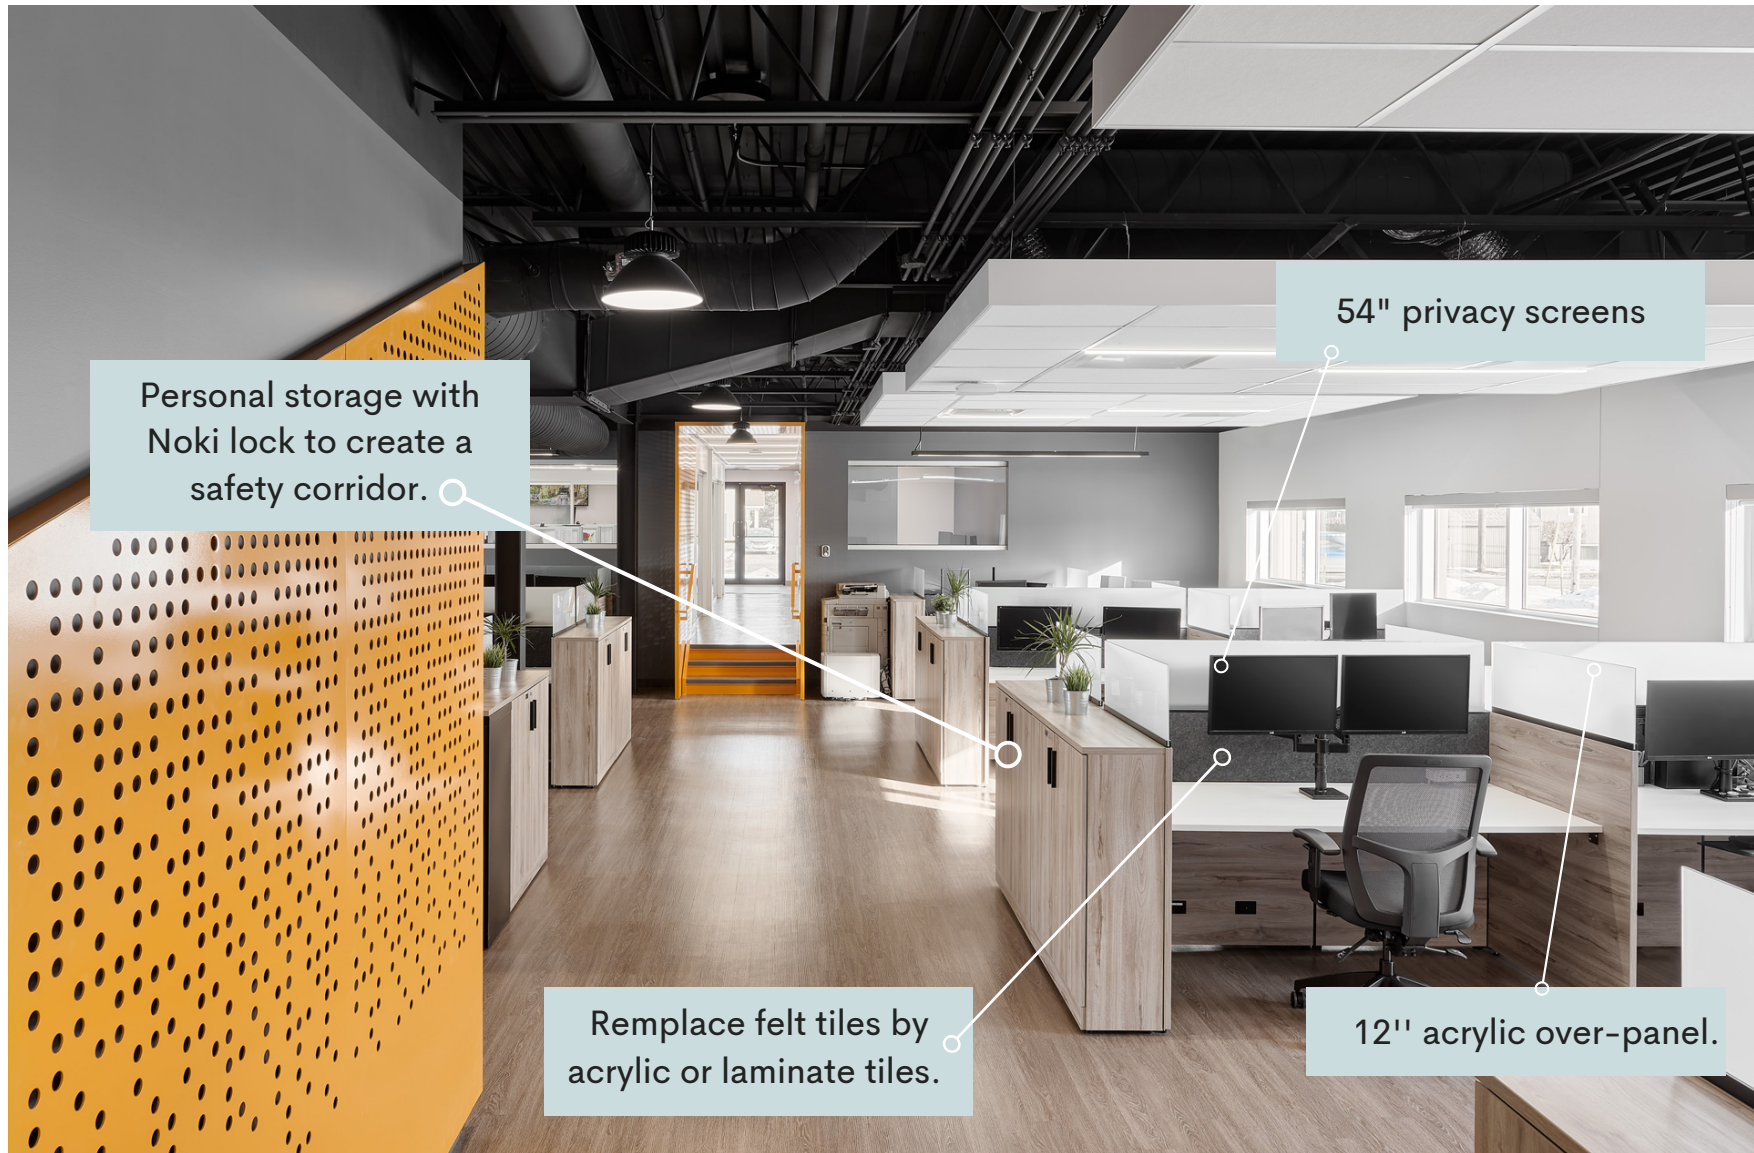 54" privacy screens
Personal storage with
Noki lock to create a
safety corridor.
Remplace felt tiles by
acrylic or laminate tiles.
12'' acrylic over-panel.